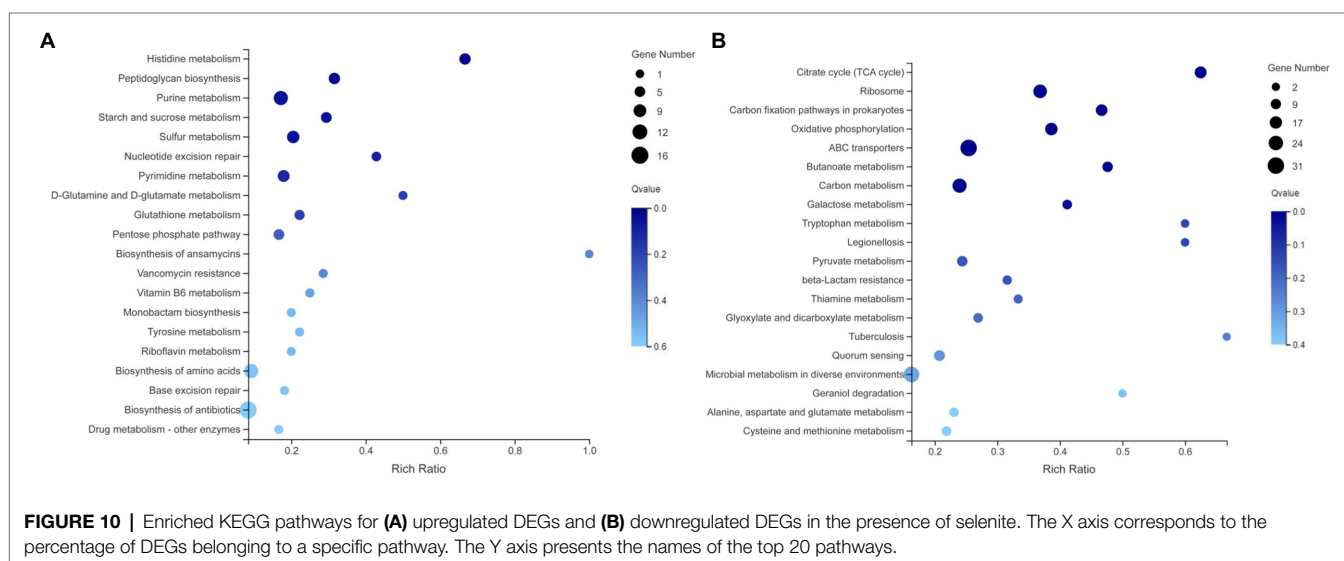 A
Histidine metabolism
Peptidoglycan biosynthesis
Purine metabolism
Starch and sucrose metabolism
Sulfur metabolism
Nucleotide excision repair
Pyrimidine metabolism
D-Glutamine and D-glutamate metabolism
Glutathione metabolism
Pentose phosphate pathway
Biosynthesis of ansamycins
Vancomycin resistance
Vitamin B6 metabolism
Monobactam biosynthesis
Tyrosine metabolism
Riboflavin metabolism
Biosynthesis of amino acids
Base excision repair
Biosynthesis of antibiotics
Drug metabolism - other enzymes
0.2 0.4 0.6 0.8 1.0
Rich Ratio
Gene Number
1
5
9
12
16
Qvalue
0.0
0.2
0.4
0.6
B
Citrate cycle (TCA cycle)
Ribosome
Carbon fixation pathways in prokaryotes
Oxidative phosphorylation
ABC transporters
Butanoate metabolism
Carbon metabolism
Galactose metabolism
Tryptophan metabolism
Legionellosis
Pyruvate metabolism
beta-Lactam resistance
Thiamine metabolism
Glyoxylate and dicarboxylate metabolism
Tuberculosis
Quorum sensing
Microbial metabolism in diverse environments
Geraniol degradation
Alanine, aspartate and glutamate metabolism
Cysteine and methionine metabolism
0.2 0.3 0.4 0.5 0.6
Rich Ratio
Gene Number
2
9
17
24
31
Qvalue
0.0
0.1
0.2
0.3
0.4
FIGURE 10 | Enriched KEGG pathways for (A) upregulated DEGs and (B) downregulated DEGs in the presence of selenite. The X axis corresponds to the
percentage of DEGs belonging to a specific pathway. The Y axis presents the names of the top 20 pathways.